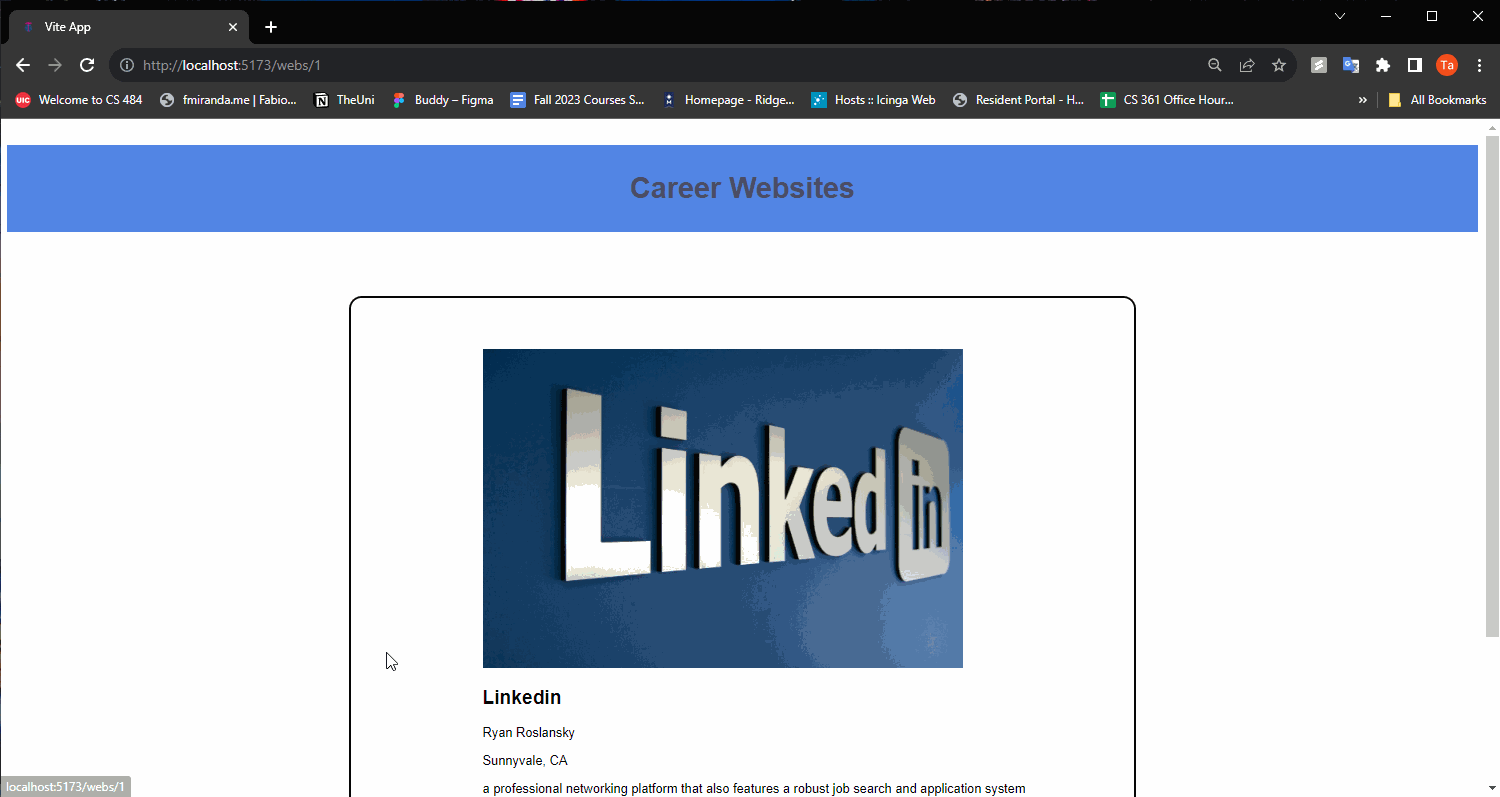 Vite App
http://localhost:5173/webs/1
Ta
UIC Welcome to CS 484 fmiranda.me | Fabio... TheUni Buddy – Figma Fall 2023 Courses S... Homepage - Ridge... Hosts :: Icinga Web Resident Portal - H... CS 361 Office Hour... » All Bookmarks
Career Websites
Linkedin
Linkedin
Ryan Roslansky
Sunnyvale, CA
a professional networking platform that also features a robust job search and application system
localhost:5173/webs/1